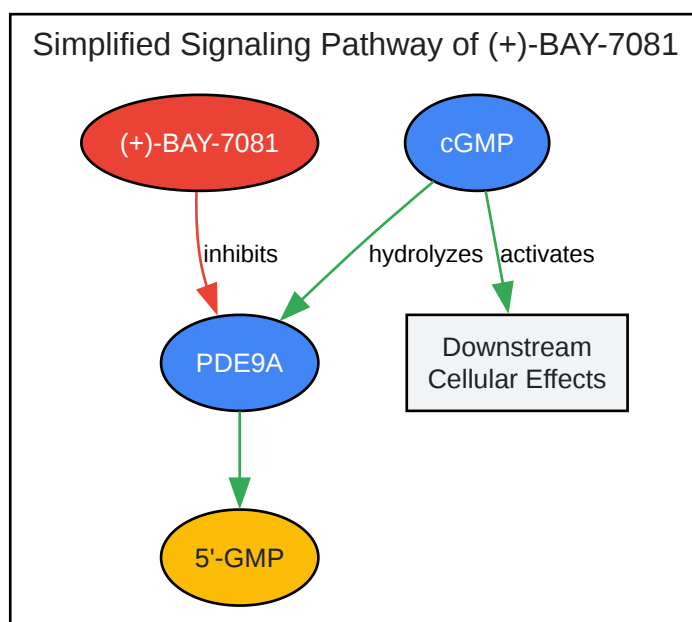 Simplified Signaling Pathway of (+)-BAY-7081
(+)-BAY-7081
cGMP
inhibits
hydrolyzes
activates
PDE9A
Downstream
Cellular Effects
5'-GMP